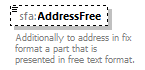 sfa:AddressFree
Additionally to address in fix
format a part that is
presented in free text format.